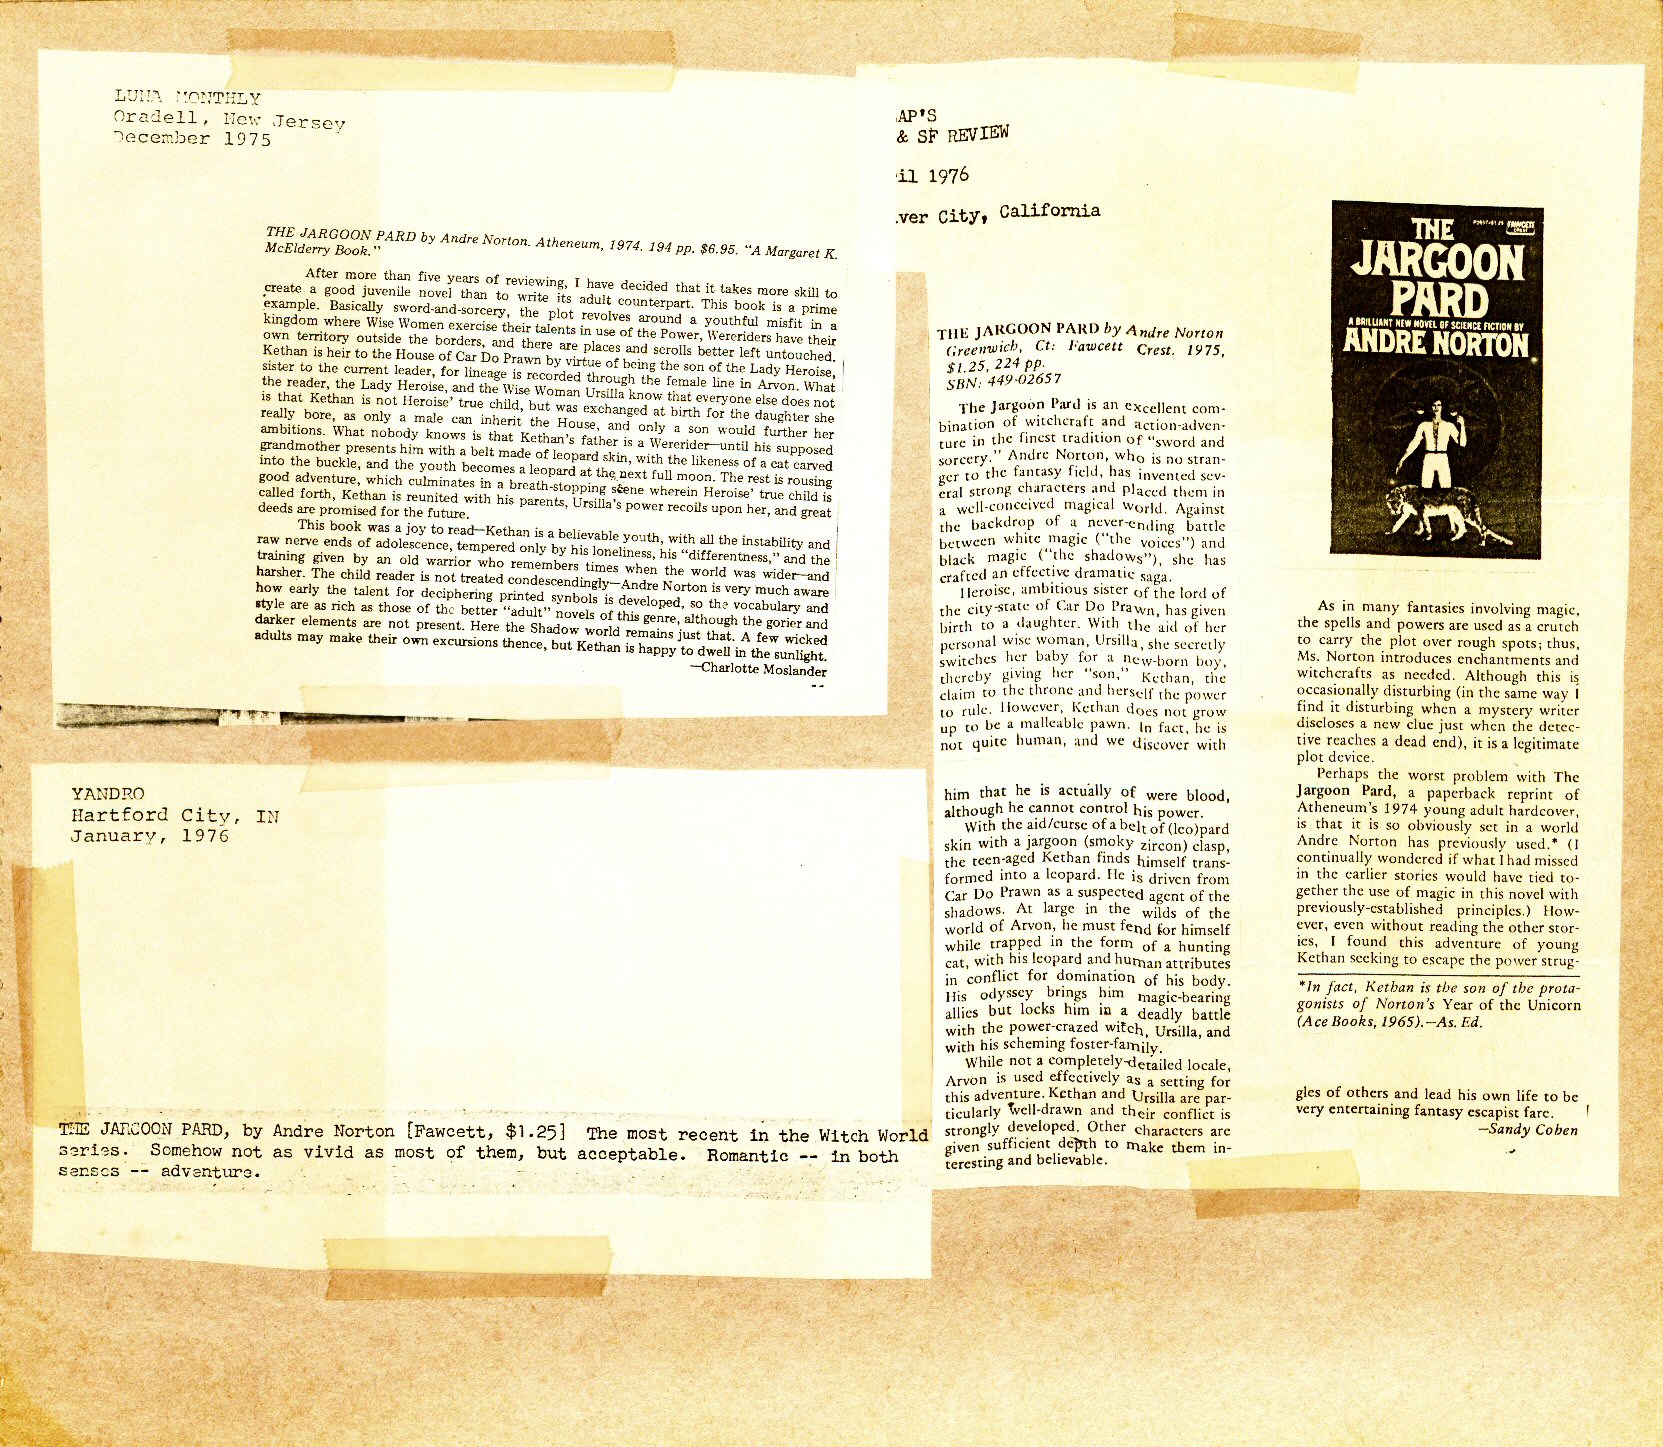 LUNA MONTHLY
Oradell, New Jersey
December 1975
THE JARGOON PARD by Andre Norton. Atheneum, 1974. 194 pp. $6.95. "A Margaret K.
McElderry Book."
After more than five years of reviewing, I have decided that it takes more skill to
create a good juvenile novel than to write its adult counterpart. This book is a prime
example. Basically sword-and-sorcery, the plot revolves around a youthful misfit in a
kingdom where Wise Women exercise their talents in use of the Power, Wereriders have their
own territory outside the borders, and there are places and scrolls better left untouched.
Kethan is heir to the House of Car Do Prawn by virtue of being the son of the Lady Heroise,
sister to the current leader, for lineage is recorded through the female line in Arvon. What
the reader, the Lady Heroise, and the Wise Woman Ursilla know that everyone else does not
is that Kethan is not Heroise' true child, but was exchanged at birth for the daughter she
really bore, as only a male can inherit the House, and only a son would further her
ambitions. What nobody knows is that Kethan's father is a Wererider—until his supposed
grandmother presents him with a belt made of leopard skin, with the likeness of a cat carved
into the buckle, and the youth becomes a leopard at the next full moon. The rest is rousing
good adventure, which culminates in a breath-stopping scene wherein Heroise' true child is
called forth, Kethan is reunited with his parents, Ursilla's power recoils upon her, and great
deeds are promised for the future.
This book was a joy to read—Kethan is a believable youth, with all the instability and
raw nerve ends of adolescence, tempered only by his loneliness, his "differentness," and the
training given by an old warrior who remembers times when the world was wider—and
harsher. The child reader is not treated condescendingly—Andre Norton is very much aware
how early the talent for deciphering printed synbols is developed, so the vocabulary and
style are as rich as those of the better "adult" novels of this genre, although the gorier and
darker elements are not present. Here the Shadow world remains just that. A few wicked
adults may make their own excursions thence, but Kethan is happy to dwell in the sunlight.
—Charlotte Moslander
--
YANDRO
Hartford City, IN
January, 1976
THE JARGOON PARD, by Andre Norton [Fawcett, $1.25] The most recent in the Witch World
series. Somehow not as vivid as most of them, but acceptable. Romantic -- in both
senses -- adventure.
AP'S
& SF REVIEW
il 1976
ver City, California
THE JARGOON PARD by Andre Norton
Greenwich, Ct: Fawcett Crest. 1975,
$1.25, 224 pp.
SBN: 449-02657
The Jargoon Pard is an excellent com-
bination of witchcraft and action-adven-
ture in the finest tradition of "sword and
sorcery." Andre Norton, who is no stran-
ger to the fantasy field, has invented sev-
eral strong characters and placed them in
a well-conceived magical world. Against
the backdrop of a never-ending battle
between white magic ("the voices") and
black magic ("the shadows"), she has
crafted an effective dramatic saga.
Heroise, ambitious sister of the lord of
the city-state of Car Do Prawn, has given
birth to a daughter. With the aid of her
personal wise woman, Ursilla, she secretly
switches her baby for a new-born boy,
thereby giving her "son," Kethan, the
claim to the throne and herself the power
to rule. However, Kethan does not grow
up to be a malleable pawn. In fact, he is
not quite human, and we discover with
him that he is actually of were blood,
although he cannot control his power.
With the aid/curse of a belt of (leo)pard
skin with a jargoon (smoky zircon) clasp,
the teen-aged Kethan finds himself trans-
formed into a leopard. He is driven from
Car Do Prawn as a suspected agent of the
shadows. At large in the wilds of the
world of Arvon, he must fend for himself
while trapped in the form of a hunting
cat, with his leopard and human attributes
in conflict for domination of his body.
His odyssey brings him magic-bearing
allies but locks him in a deadly battle
with the power-crazed witch, Ursilla, and
with his scheming foster-family.
While not a completely-detailed locale,
Arvon is used effectively as a setting for
this adventure. Kethan and Ursilla are par-
ticularly well-drawn and their conflict is
strongly developed. Other characters are
given sufficient depth to make them in-
teresting and believable.
THE
JARGOON
PARD
A BRILLIANT NEW NOVEL OF SCIENCE FICTION BY
ANDRE NORTON
FAWCETT
CREST
As in many fantasies involving magic,
the spells and powers are used as a crutch
to carry the plot over rough spots; thus,
Ms. Norton introduces enchantments and
witchcrafts as needed. Although this is
occasionally disturbing (in the same way I
find it disturbing when a mystery writer
discloses a new clue just when the detec-
tive reaches a dead end), it is a legitimate
plot device.
Perhaps the worst problem with The
Jargoon Pard, a paperback reprint of
Atheneum's 1974 young adult hardcover,
is that it is so obviously set in a world
Andre Norton has previously used.* (I
continually wondered if what I had missed
in the earlier stories would have tied to-
gether the use of magic in this novel with
previously-established principles.) How-
ever, even without reading the other stor-
ies, I found this adventure of young
Kethan seeking to escape the power strug-
*In fact, Kethan is the son of the prota-
gonists of Norton's Year of the Unicorn
(Ace Books, 1965).—As. Ed.
gles of others and lead his own life to be
very entertaining fantasy escapist fare.
—Sandy Cohen